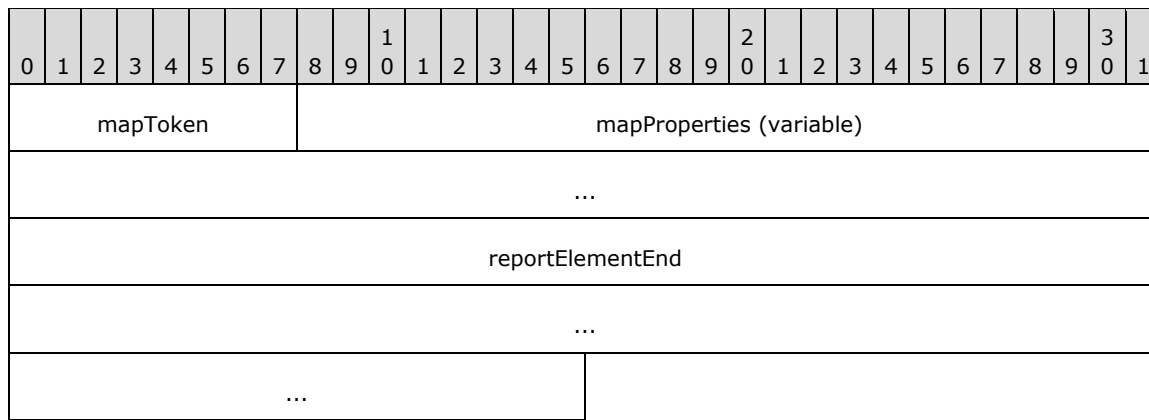 1 2 3
0 1 2 3 4 5 6 7 8 9 0 1 2 3 4 5 6 7 8 9 0 1 2 3 4 5 6 7 8 9 0 1
mapToken mapProperties (variable)
...
reportElementEnd
...
...